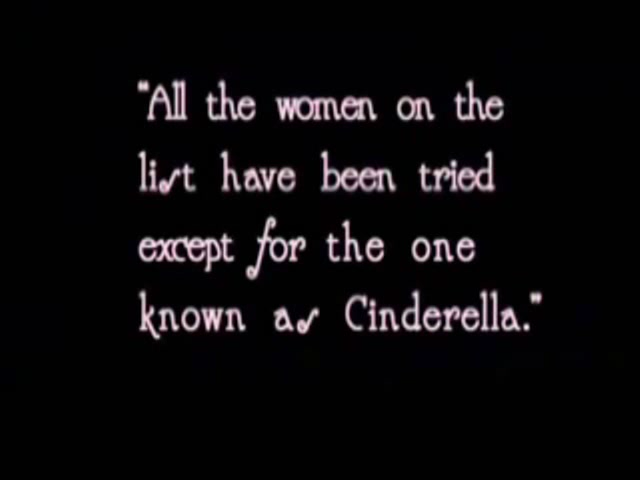 "All the women on the
list have been tried
except for the one
known as Cinderella."